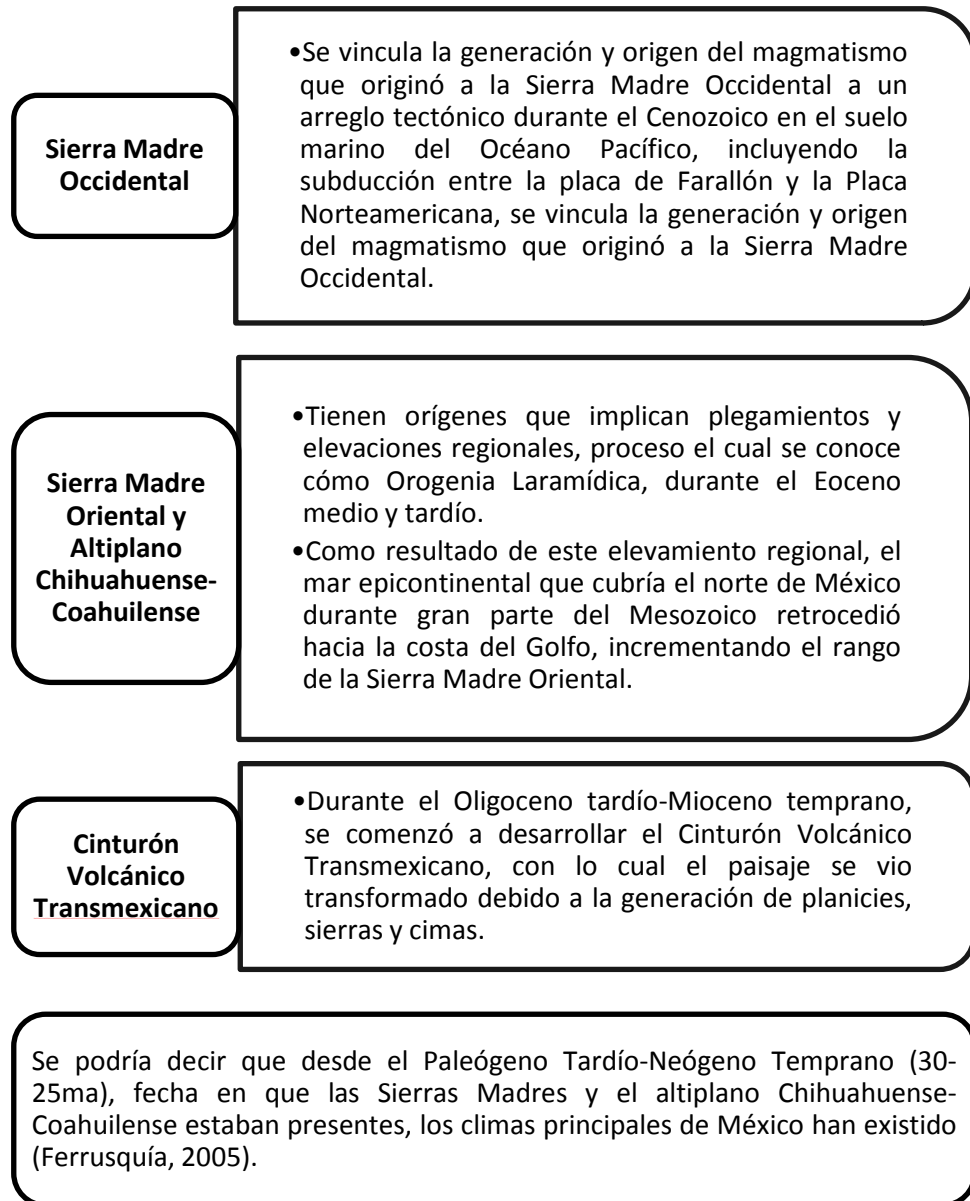 Sierra Madre
Occidental
•Se vincula la generación y origen del magmatismo
que originó a la Sierra Madre Occidental a un
arreglo tectónico durante el Cenozoico en el suelo
marino del Océano Pacífico, incluyendo la
subducción entre la placa de Farallón y la Placa
Norteamericana, se vincula la generación y origen
del magmatismo que originó a la Sierra Madre
Occidental.
Sierra Madre
Oriental y
Altiplano
Chihuahuense-
Coahuilense
•Tienen orígenes que implican plegamientos y
elevaciones regionales, proceso el cual se conoce
cómo Orogenia Laramídica, durante el Eoceno
medio y tardío.
•Como resultado de este elevamiento regional, el
mar epicontinental que cubría el norte de México
durante gran parte del Mesozoico retrocedió
hacia la costa del Golfo, incrementando el rango
de la Sierra Madre Oriental.
Cinturón
Volcánico
Transmexicano
•Durante el Oligoceno tardío-Mioceno temprano,
se comenzó a desarrollar el Cinturón Volcánico
Transmexicano, con lo cual el paisaje se vio
transformado debido a la generación de planicies,
sierras y cimas.
Se podría decir que desde el Paleógeno Tardío-Neógeno Temprano (30-
25ma), fecha en que las Sierras Madres y el altiplano Chihuahuense-
Coahuilense estaban presentes, los climas principales de México han existido
(Ferrusquía, 2005).